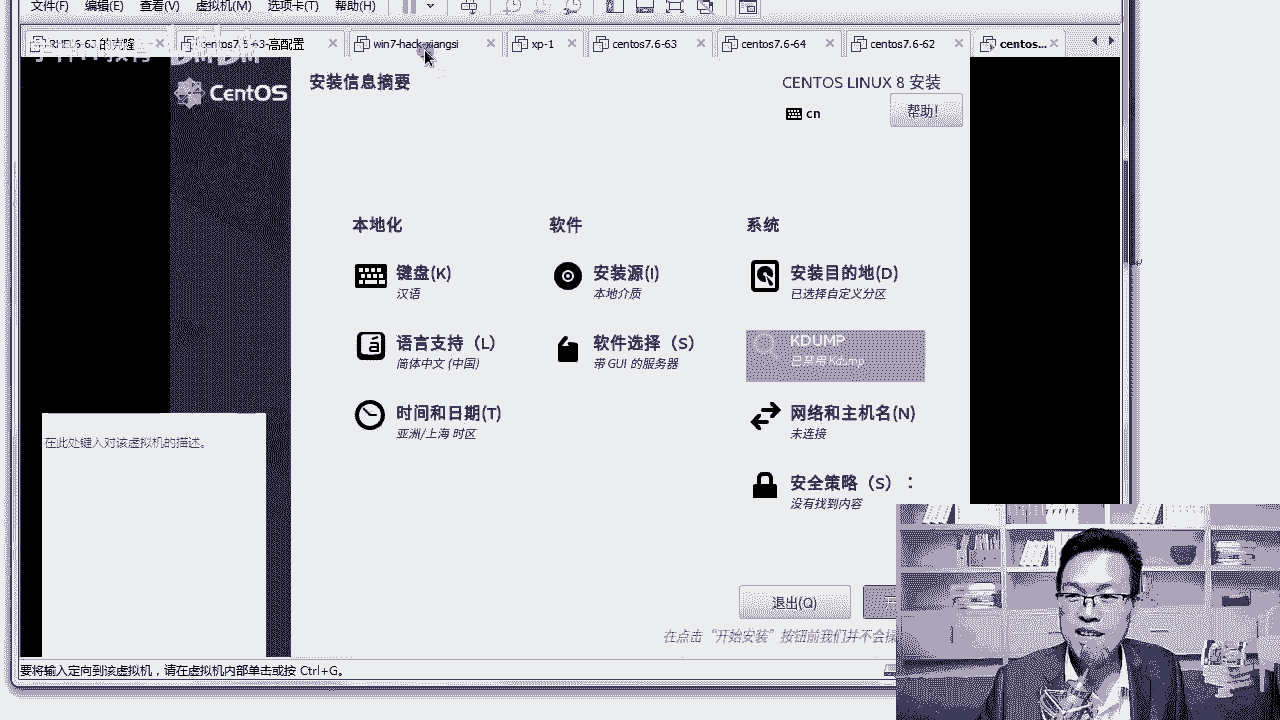 文件(F) 编辑(E) 查看(V) 虚拟机(M) 选项卡(T) 帮助(H)
RHEL6-63 的克隆 centos7.6-63-高配置 win7-hack-xiangsi xp-1 centos7.6-63 centos7.6-64 centos7.6-62 centos...
CentOS
安装信息摘要
CENTOS LINUX 8 安装
cn
帮助!
本地化
键盘(K)
汉语
语言支持（L）
简体中文 (中国)
时间和日期(T)
亚洲/上海 时区
软件
安装源(I)
本地介质
软件选择（S）
带 GUI 的服务器
系统
安装目的地(D)
已选择自定义分区
KDUMP
已禁用 Kdump
网络和主机名(N)
未连接
安全策略（S）：
没有找到内容
在此处键入对该虚拟机的描述。
退出(Q)
在点击“开始安装”按钮前我们并不会
要将输入定向到该虚拟机，请在虚拟机内部单击或按 Ctrl+G。